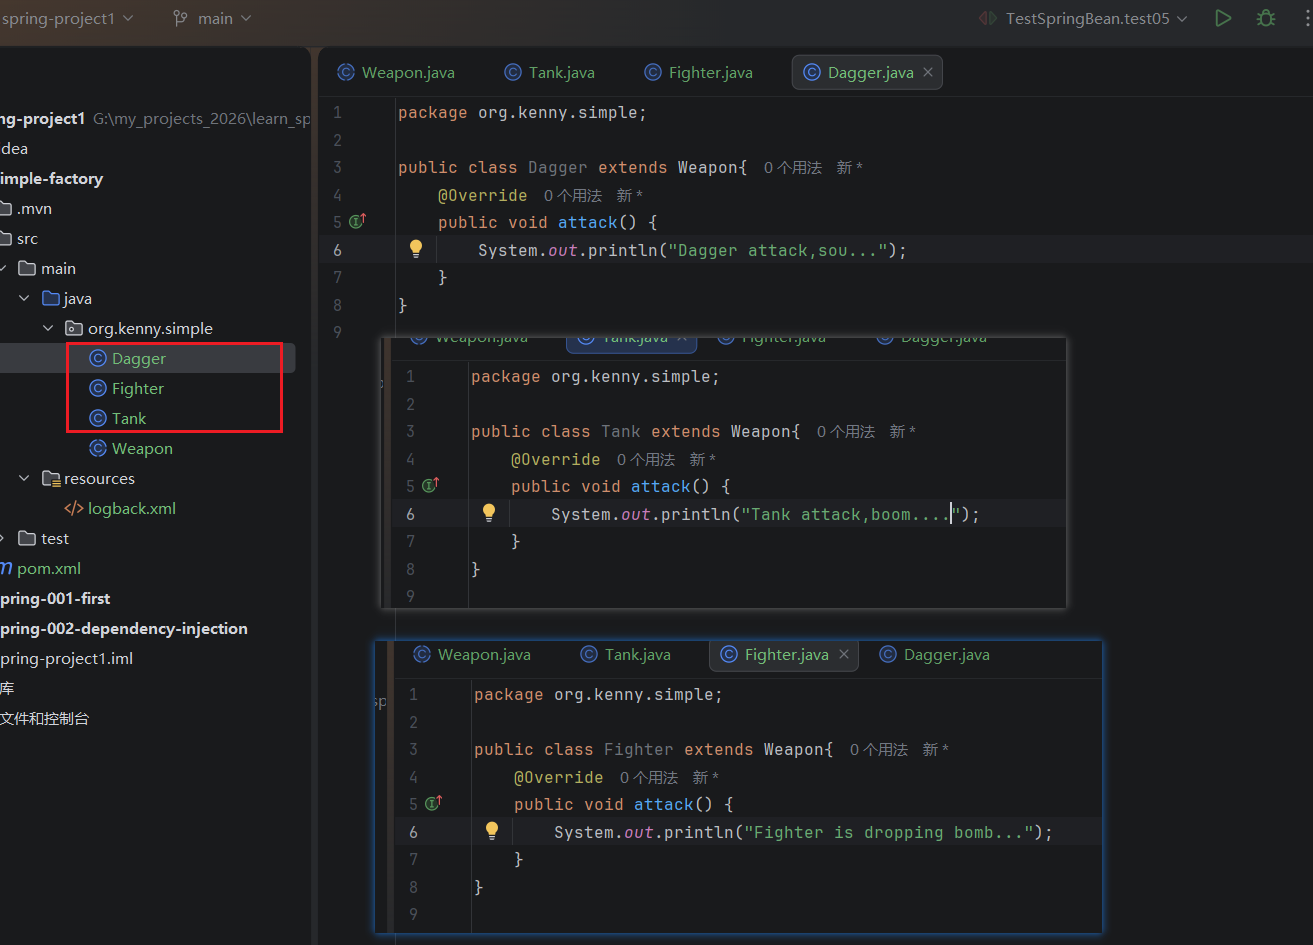 spring-project1 main TestSpringBean.test05
ng-project1 G:\my_projects_2026\learn_sp
dea
imple-factory
.mvn
src
main
java
org.kenny.simple
Dagger
Fighter
Tank
Weapon
resources
logback.xml
test
pom.xml
pring-001-first
pring-002-dependency-injection
pring-project1.iml
库
文件和控制台
Weapon.java Tank.java Fighter.java Dagger.java
1 package org.kenny.simple;
2
3 public class Dagger extends Weapon{ 0 个用法 新 *
4 @Override 0 个用法 新 *
5 public void attack() {
6 System.out.println("Dagger attack,sou...");
7 }
8 }
9
Weapon.java Tank.java Fighter.java Dagger.java
1 package org.kenny.simple;
2
3 public class Tank extends Weapon{ 0 个用法 新 *
4 @Override 0 个用法 新 *
5 public void attack() {
6 System.out.println("Tank attack,boom....");
7 }
8 }
9
Weapon.java Tank.java Fighter.java Dagger.java
sp
1 package org.kenny.simple;
2
3 public class Fighter extends Weapon{ 0 个用法 新 *
4 @Override 0 个用法 新 *
5 public void attack() {
6 System.out.println("Fighter is dropping bomb...");
7 }
8 }
9